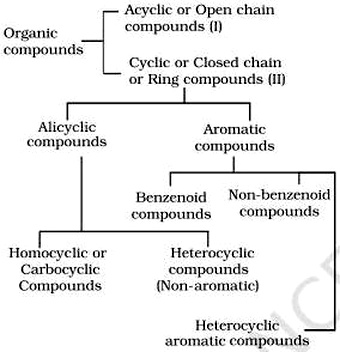 Acyclic or Open chain
compounds (I)
Organic
compounds
Cyclic or Closed chain
or Ring compounds (II)
Alicyclic
compounds
Aromatic
compounds
Benzenoid
compounds
Non-benzenoid
compounds
Homocyclic or
Carbocyclic
Compounds
Heterocyclic
compounds
(Non-aromatic)
Heterocyclic
aromatic compounds